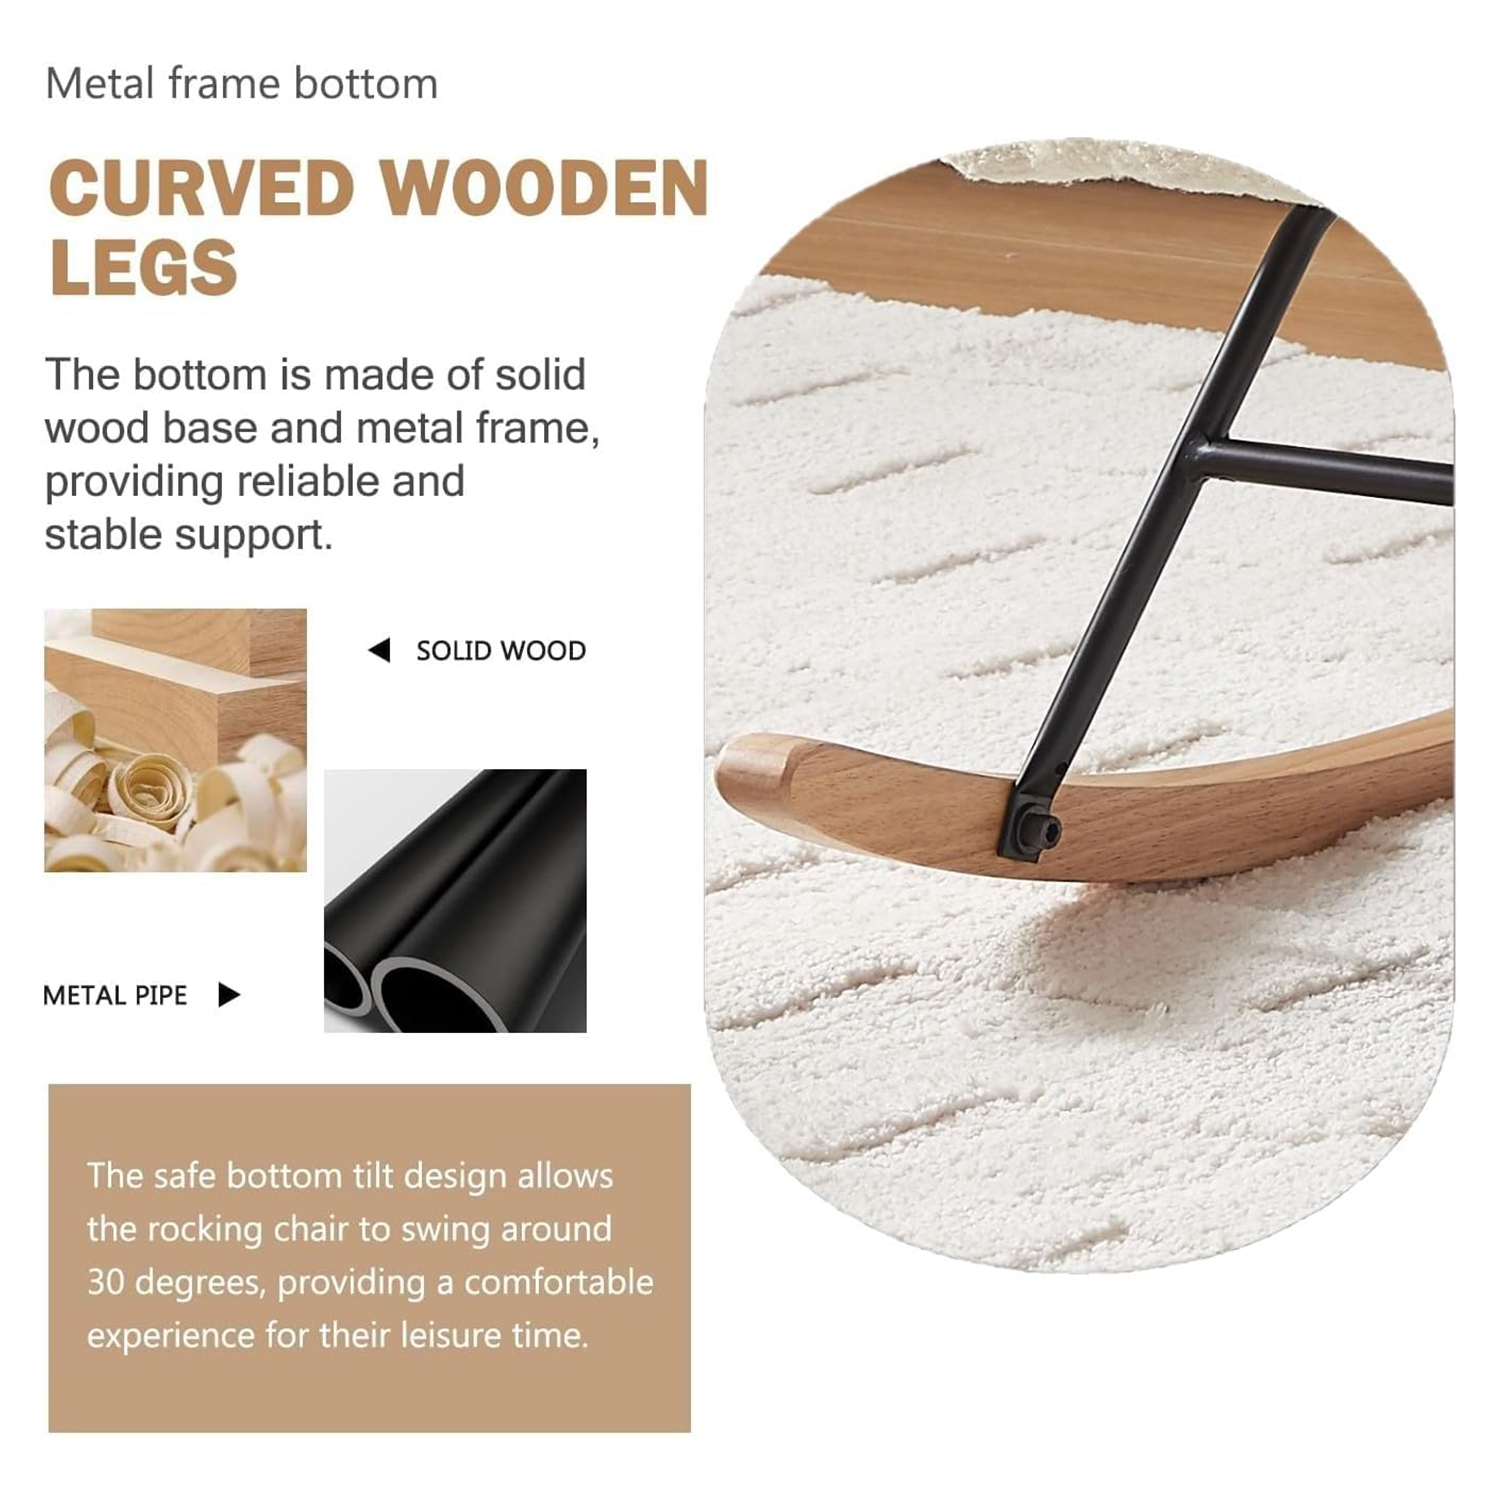 Metal frame bottom
CURVED WOODEN
LEGS
The bottom is made of solid
wood base and metal frame,
providing reliable and
stable support.
SOLID WOOD
METAL PIPE
The safe bottom tilt design allows
the rocking chair to swing around
30 degrees, providing a comfortable
experience for their leisure time.